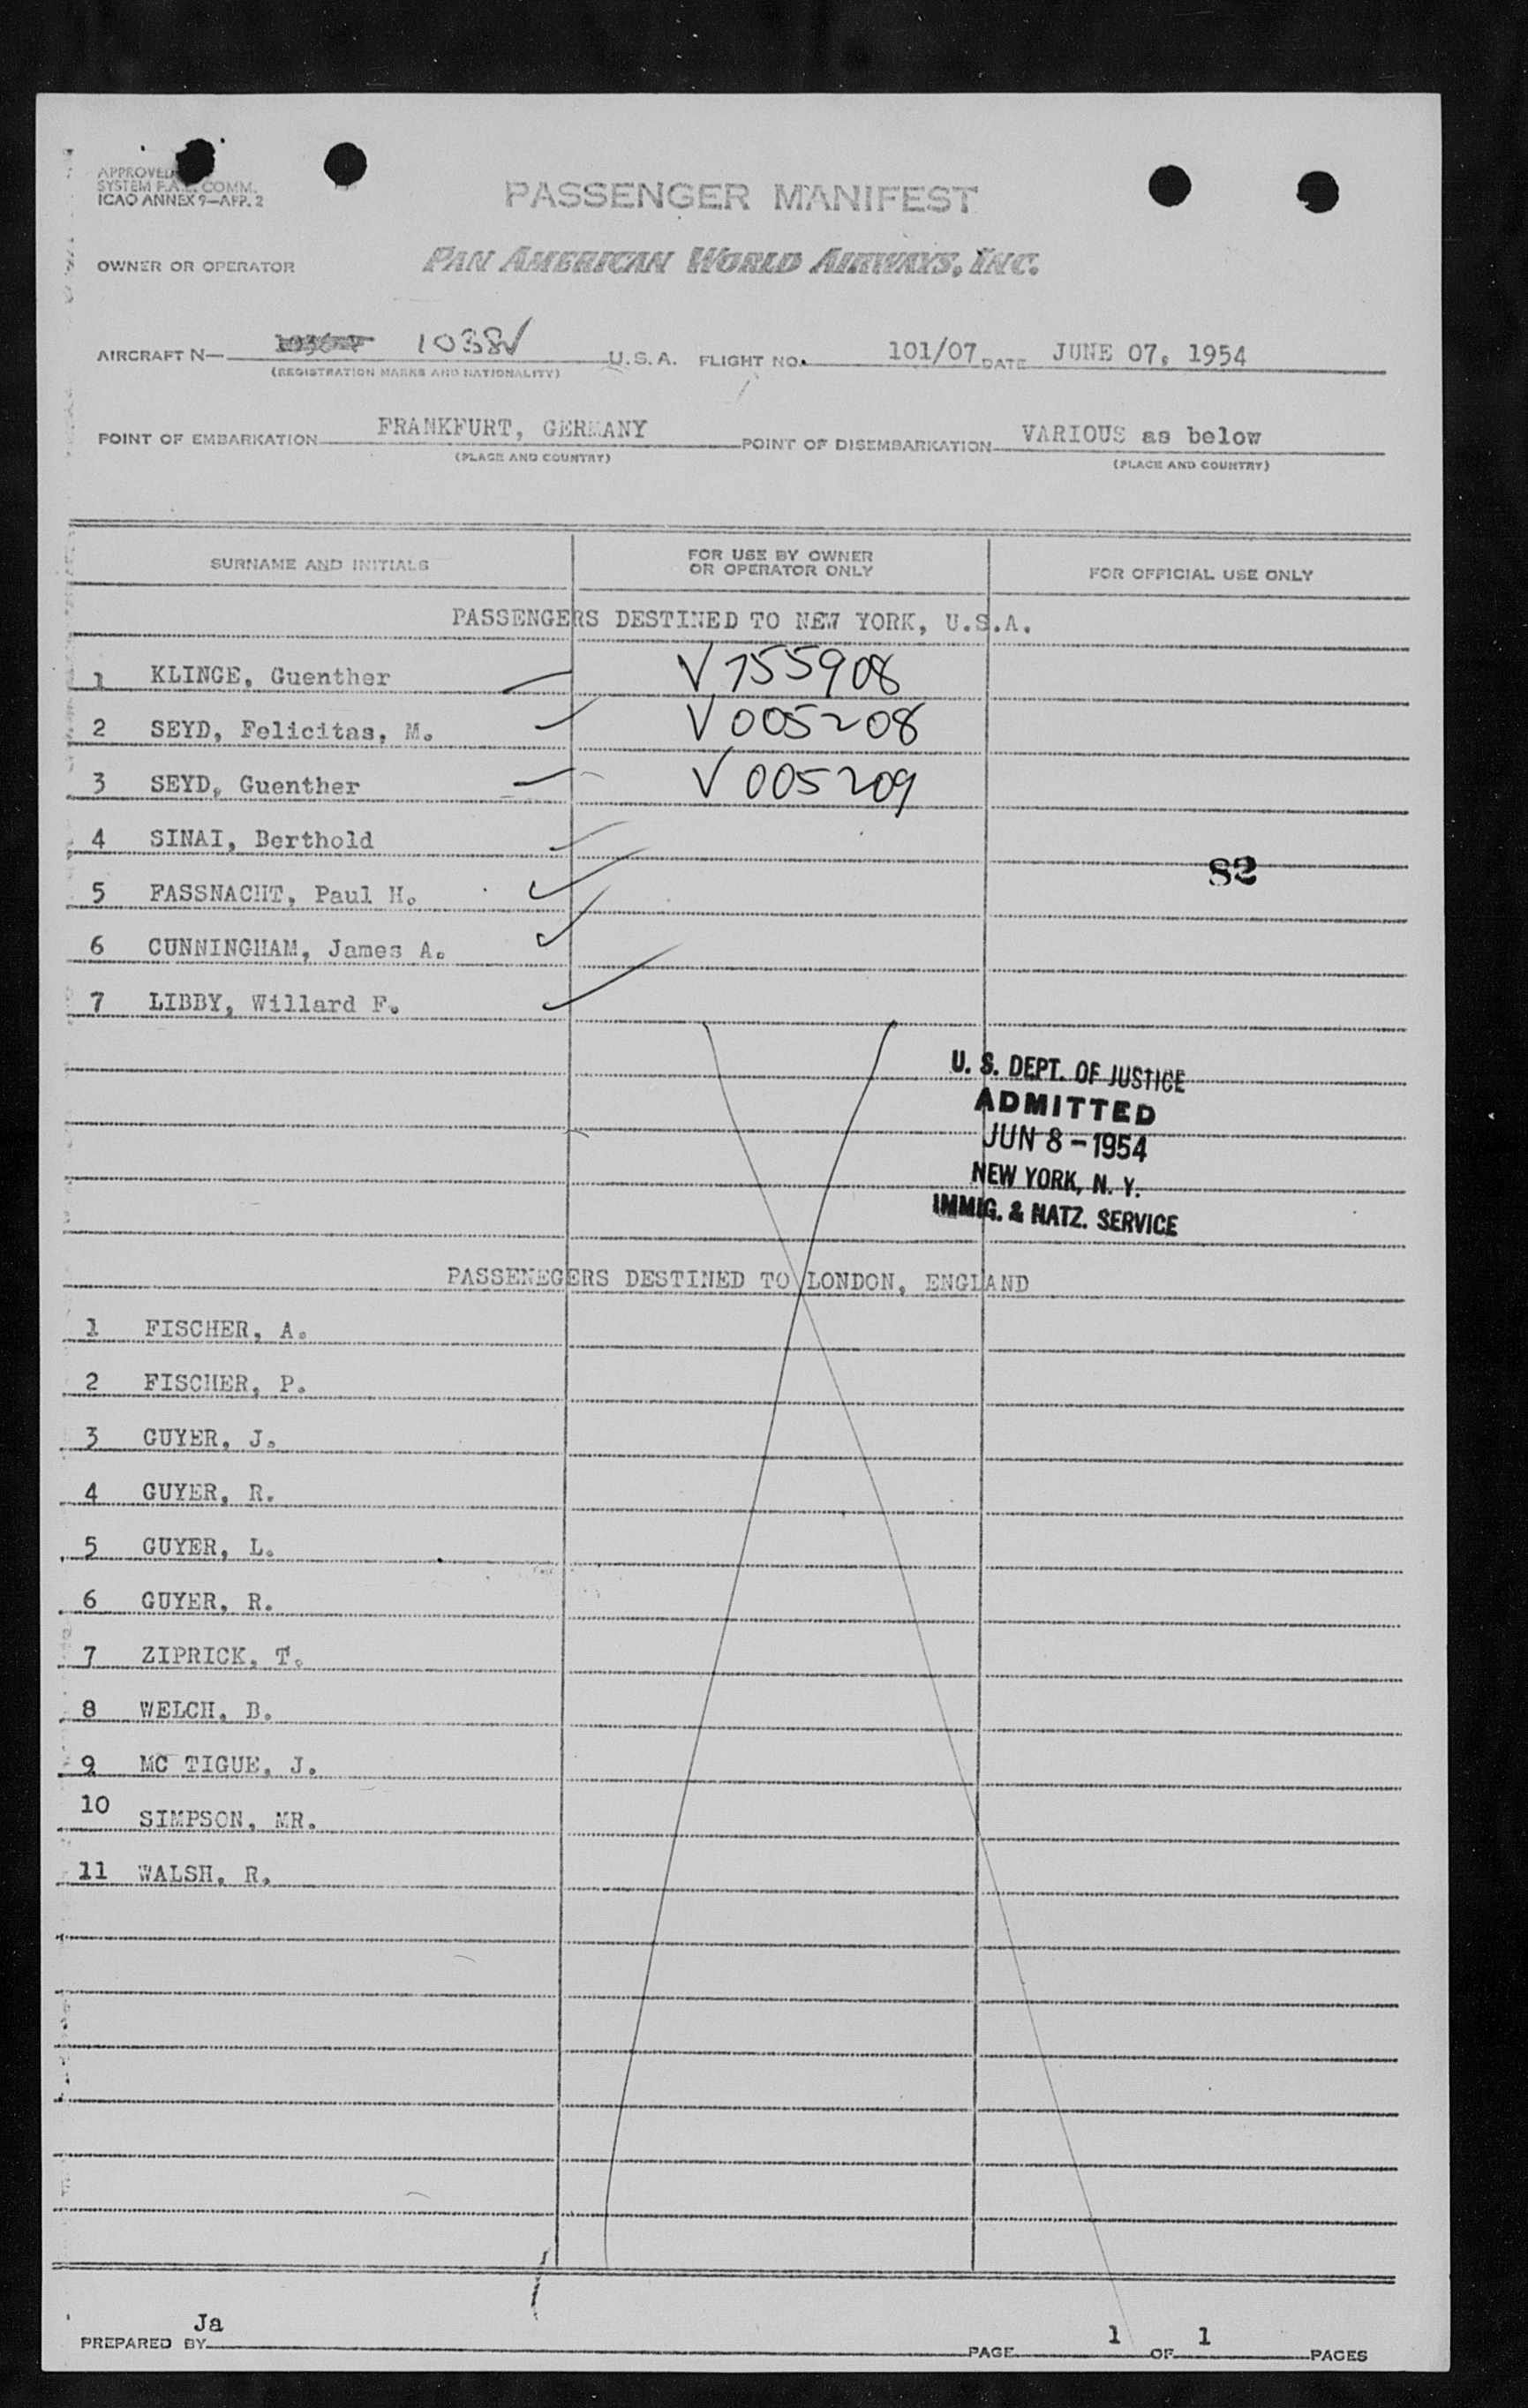 APPROVED
SYSTEM F.A.L. COMM.
ICAO ANNEX 9—APP. 2
PASSENGER MANIFEST
OWNER OR OPERATOR PAN AMERICAN WORLD AIRWAYS, INC.
AIRCRAFT N— 1038V U.S.A. FLIGHT NO. 101/07 DATE JUNE 07, 1954
(REGISTRATION MARKS AND NATIONALITY)
POINT OF EMBARKATION FRANKFURT, GERMANY POINT OF DISEMBARKATION VARIOUS as below
(PLACE AND COUNTRY) (PLACE AND COUNTRY)
SURNAME AND INITIALS FOR USE BY OWNER OR OPERATOR ONLY FOR OFFICIAL USE ONLY
PASSENGERS DESTINED TO NEW YORK, U.S.A.
1 KLINGE, Guenther V 155908
2 SEYD, Felicitas, M. V 005208
3 SEYD, Guenther V 005209
4 SINAI, Berthold
82
5 FASSNACHT, Paul H.
6 CUNNINGHAM, James A.
7 LIBBY, Willard F.
U. S. DEPT. OF JUSTICE
ADMITTED
JUN 8 - 1954
NEW YORK, N. Y.
IMMIG. & NATZ. SERVICE
PASSENEGERS DESTINED TO LONDON, ENGLAND
1 FISCHER, A.
2 FISCHER, P.
3 GUYER, J.
4 GUYER, R.
5 GUYER, L.
6 GUYER, R.
7 ZIPRICK, T.
8 WELCH, B.
9 MC TIGUE, J.
10 SIMPSON, MR.
11 WALSH, R.
PREPARED BY Ja PAGE 1 OF 1 PAGES